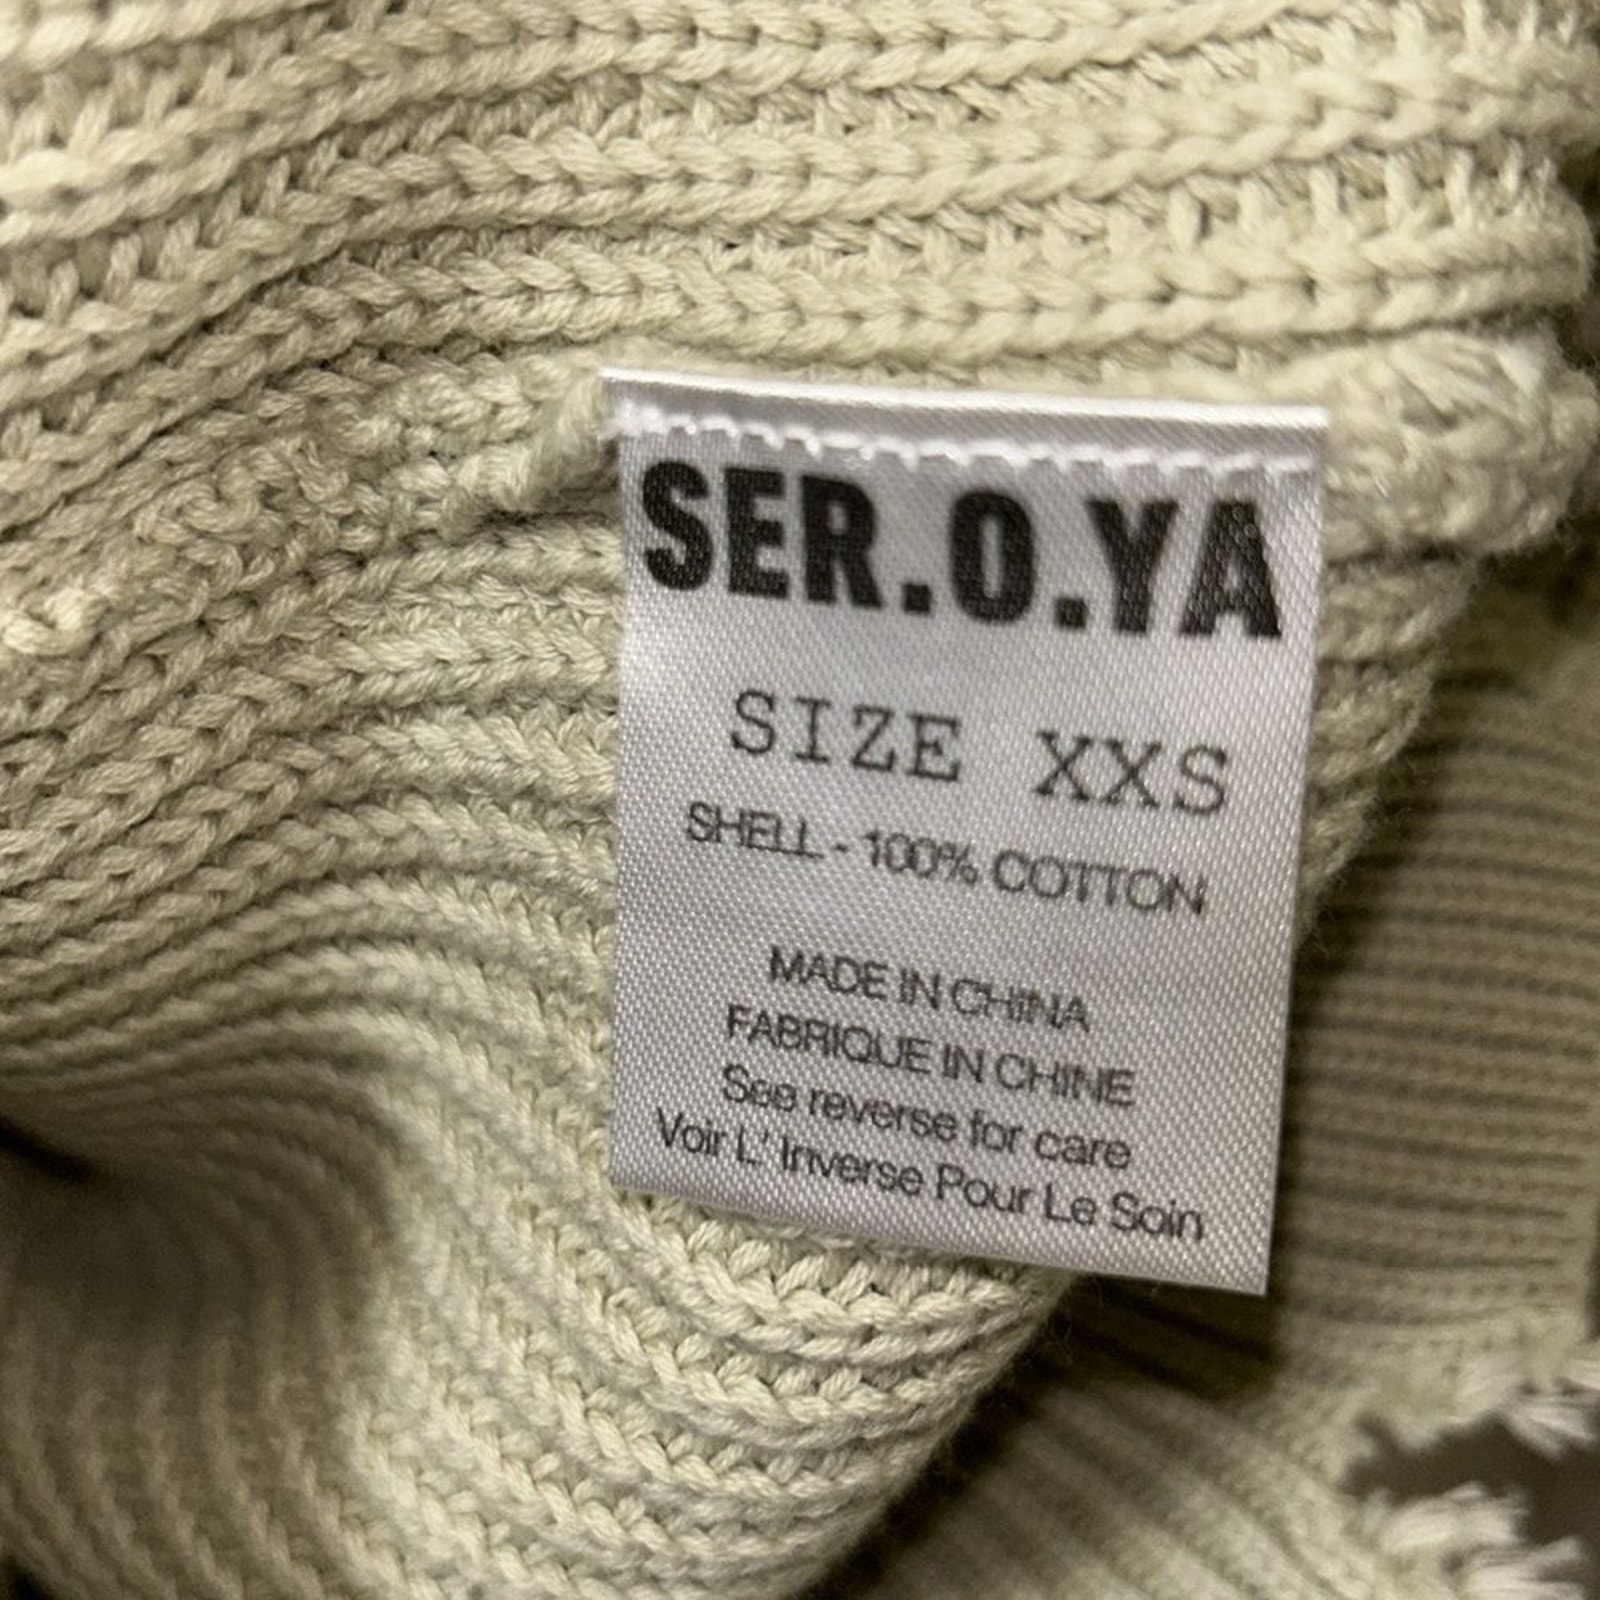 SER.O.YA
SIZE XXS
SHELL - 100% COTTON
MADE IN CHINA
FABRIQUE IN CHINE
See reverse for care
Voir L' Inverse Pour Le Soin